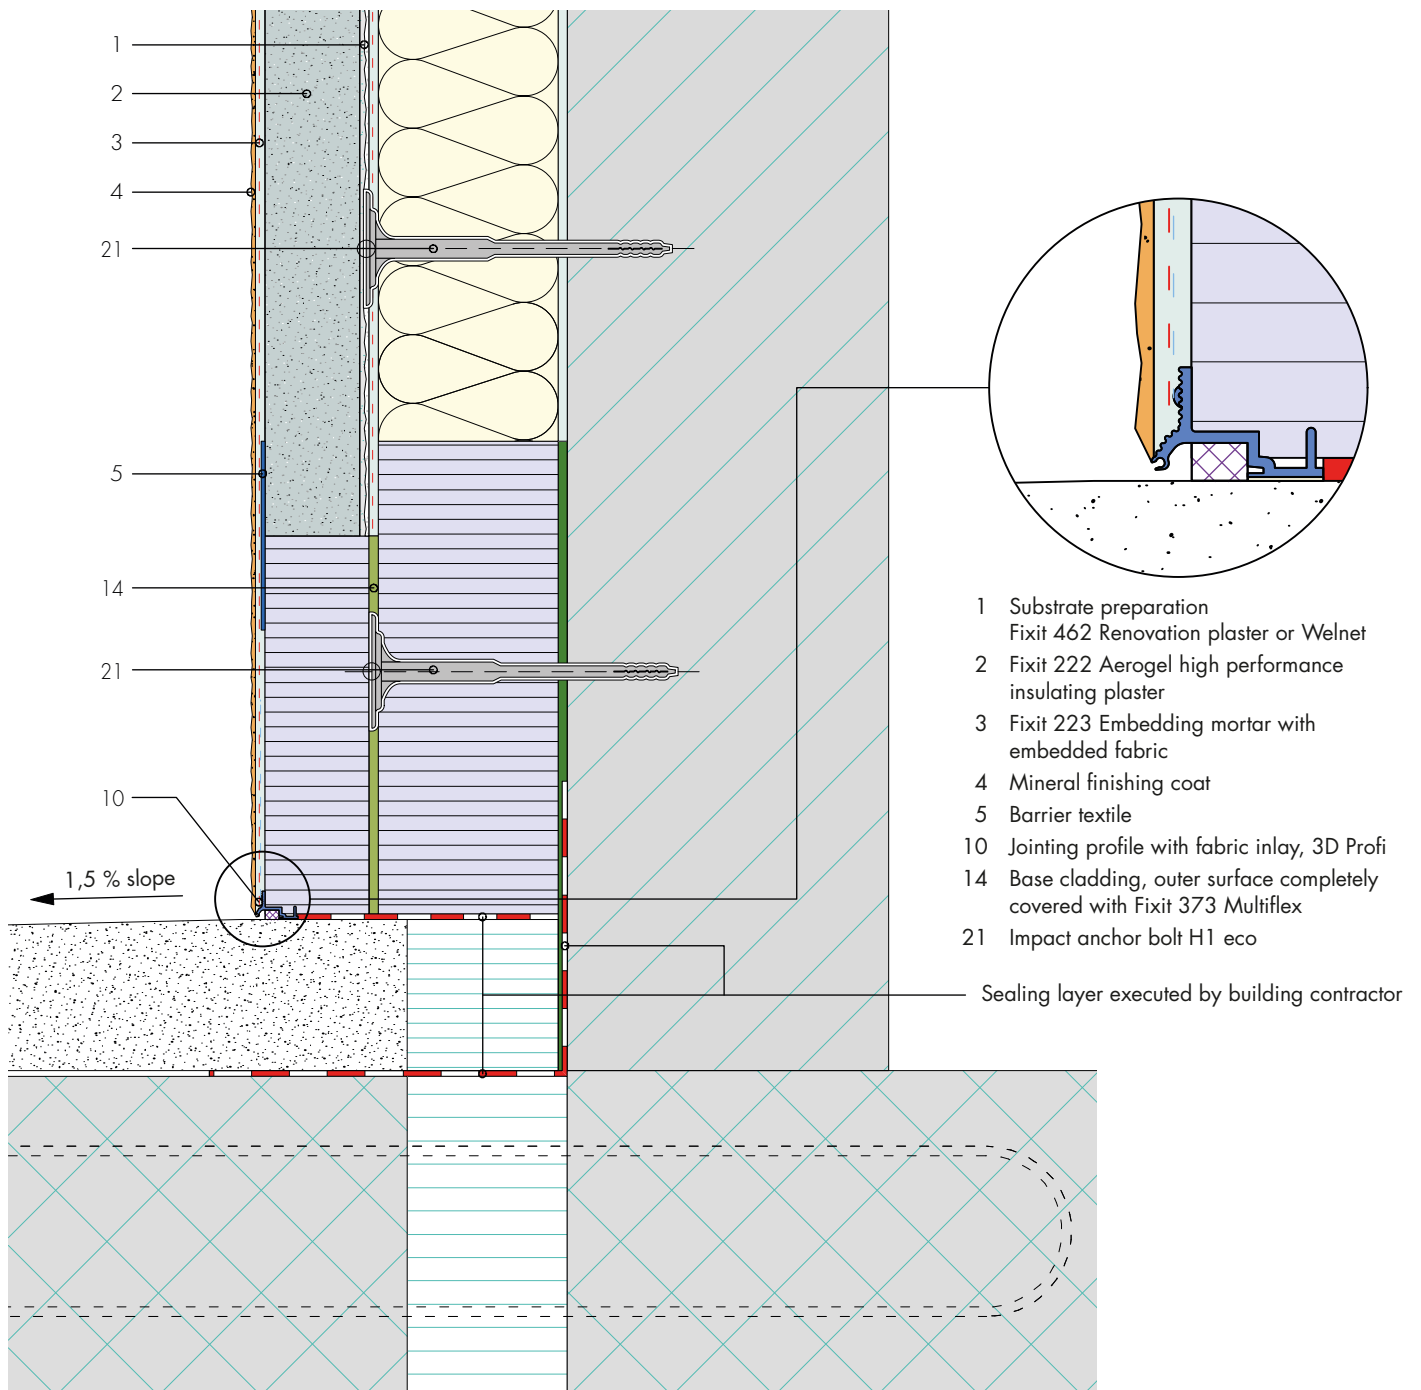 1
2
3
4
21
5
14
21
10
1,5 % slope
1 Substrate preparation
Fixit 462 Renovation plaster or Welnet
2 Fixit 222 Aerogel high performance
insulating plaster
3 Fixit 223 Embedding mortar with
embedded fabric
4 Mineral finishing coat
5 Barrier textile
10 Jointing profile with fabric inlay, 3D Profi
14 Base cladding, outer surface completely
covered with Fixit 373 Multiflex
21 Impact anchor bolt H1 eco
Sealing layer executed by building contractor